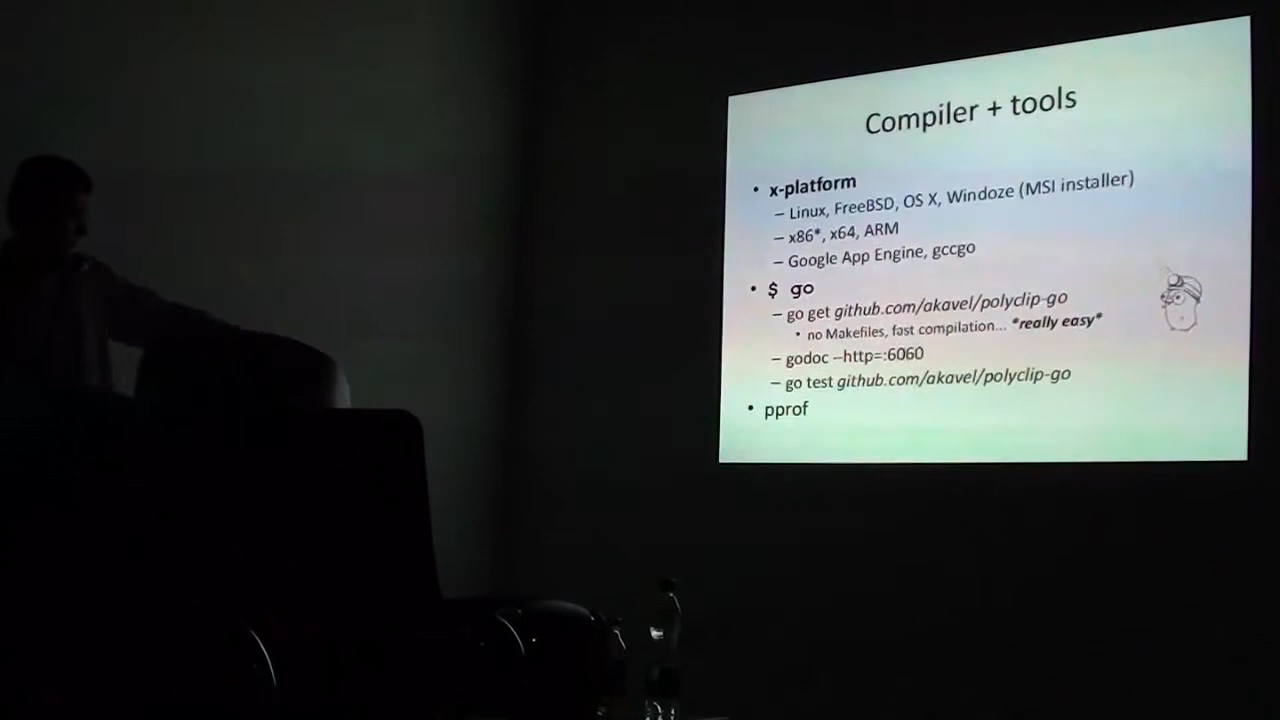 Compiler + tools
• x-platform
– Linux, FreeBSD, OS X, Windoze (MSI installer)
– x86*, x64, ARM
– Google App Engine, gccgo
• $ go
– go get github.com/akavel/polyclip-go
• no Makefiles, fast compilation... *really easy*
– godoc –http=:6060
– go test github.com/akavel/polyclip-go
• pprof